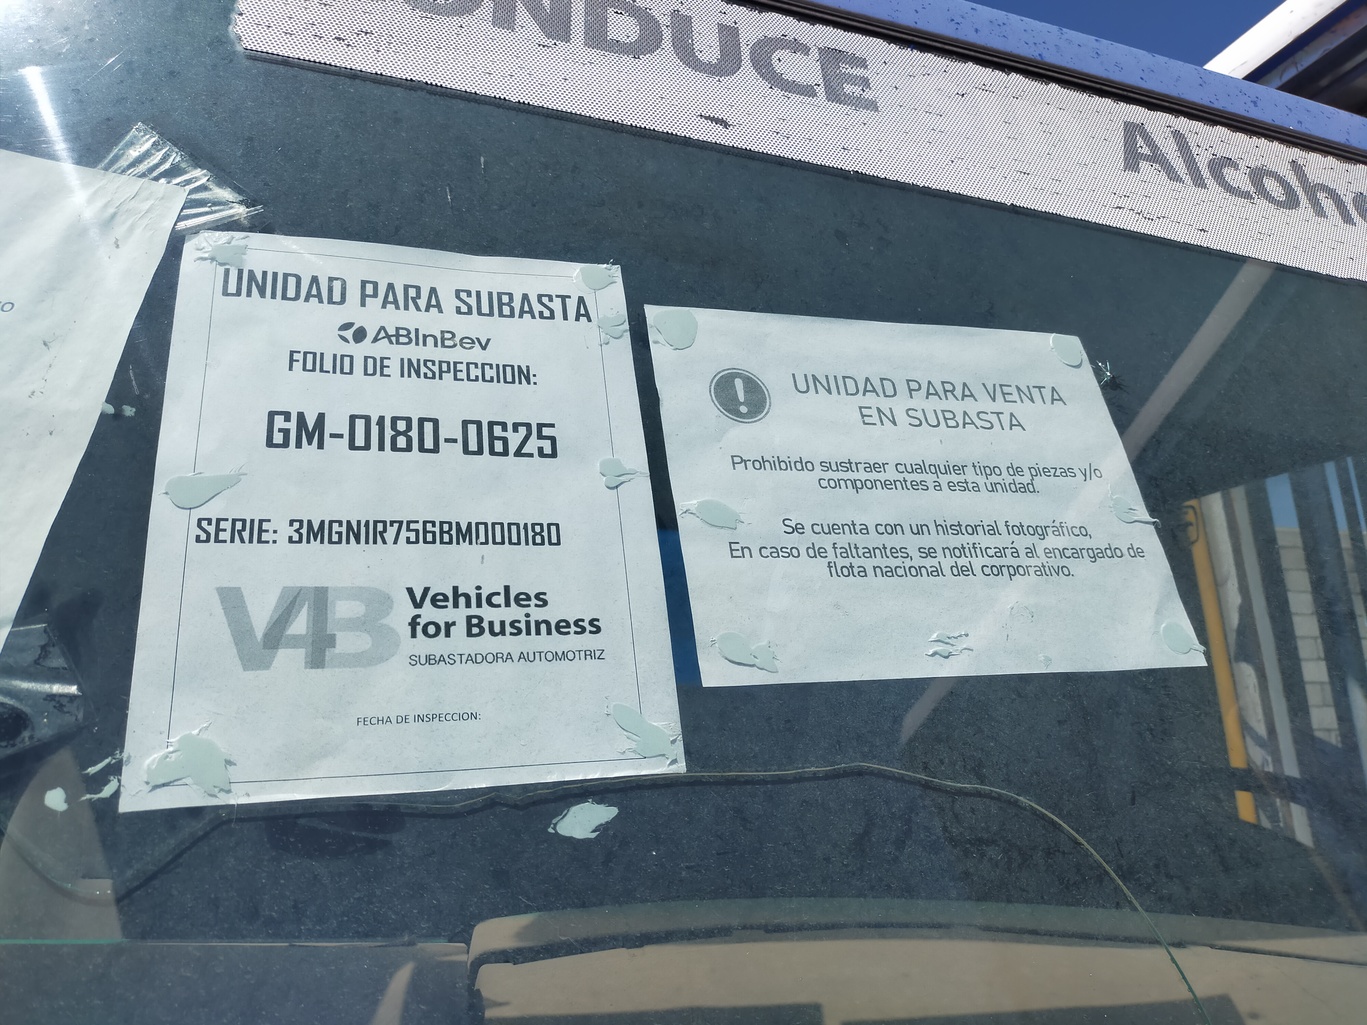 ONDUCE
Alcoho
UNIDAD PARA SUBASTA
ABInBev
FOLIO DE INSPECCION:
GM-0180-0625
SERIE: 3MGN1R756BM000180
V4B
Vehicles
for Business
SUBASTADORA AUTOMOTRIZ
FECHA DE INSPECCION:
UNIDAD PARA VENTA
EN SUBASTA
Prohibido sustraer cualquier tipo de piezas y/o
componentes a esta unidad.
Se cuenta con un historial fotográfico,
En caso de faltantes, se notificará al encargado de
flota nacional del corporativo.